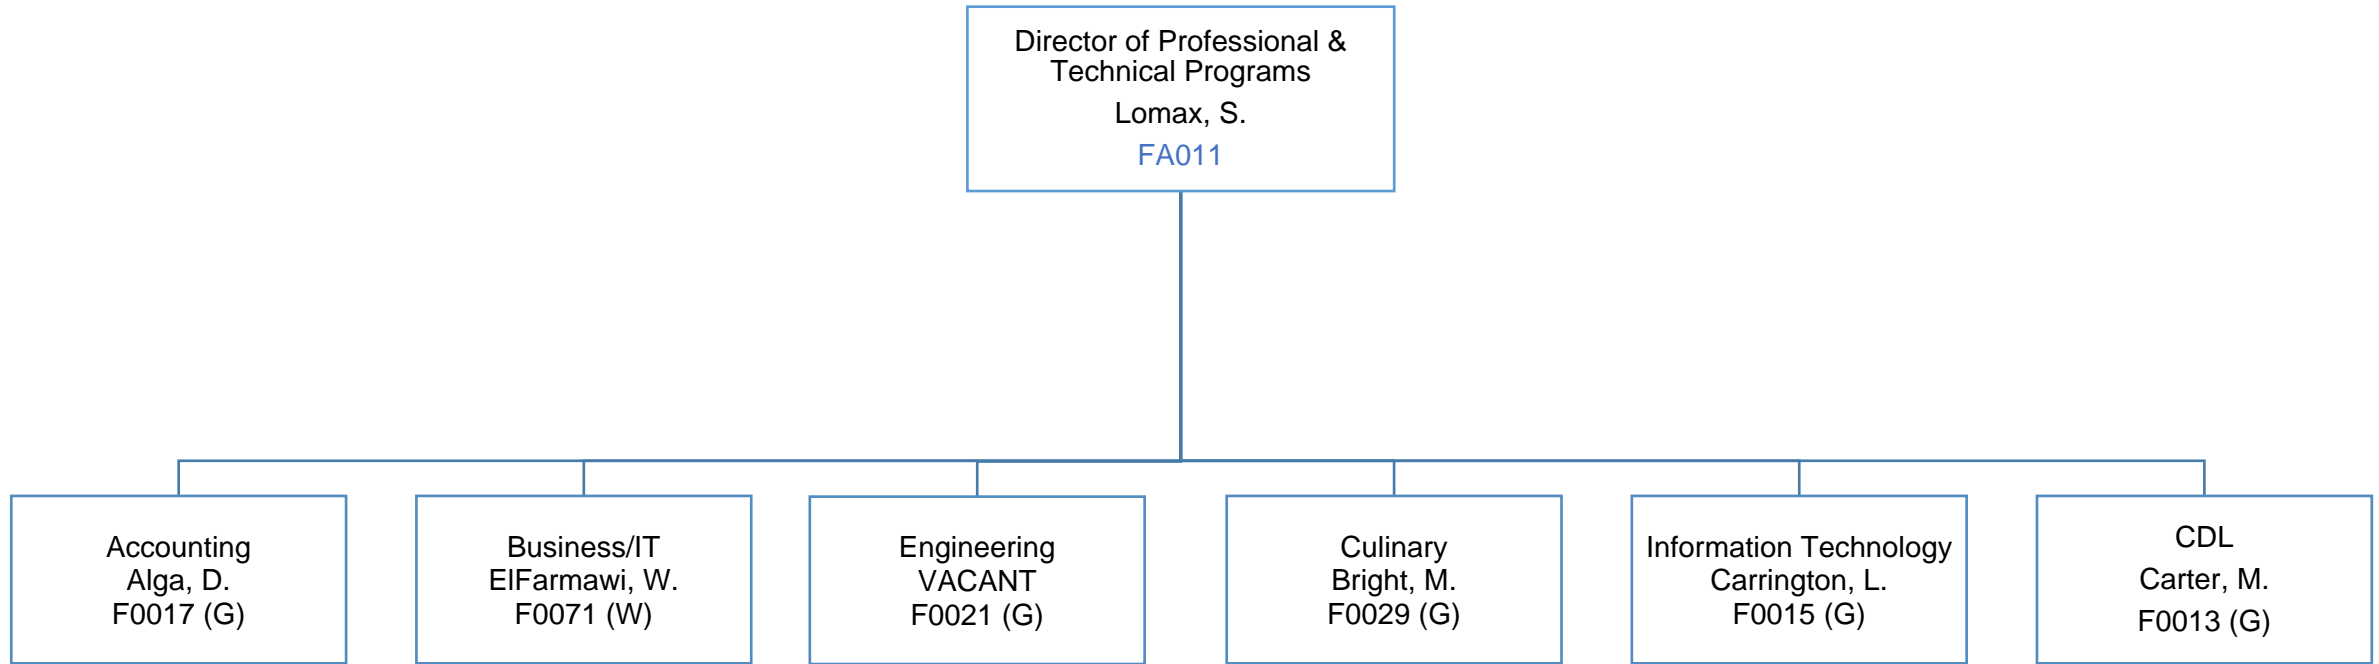 Director of Professional &
Technical Programs
Lomax, S.
FA011
Accounting
Alga, D.
F0017 (G)
Business/IT
ElFarmawi, W.
F0071 (W)
Engineering
VACANT
F0021 (G)
Culinary
Bright, M.
F0029 (G)
Information Technology
Carrington, L.
F0015 (G)
CDL
Carter, M.
F0013 (G)